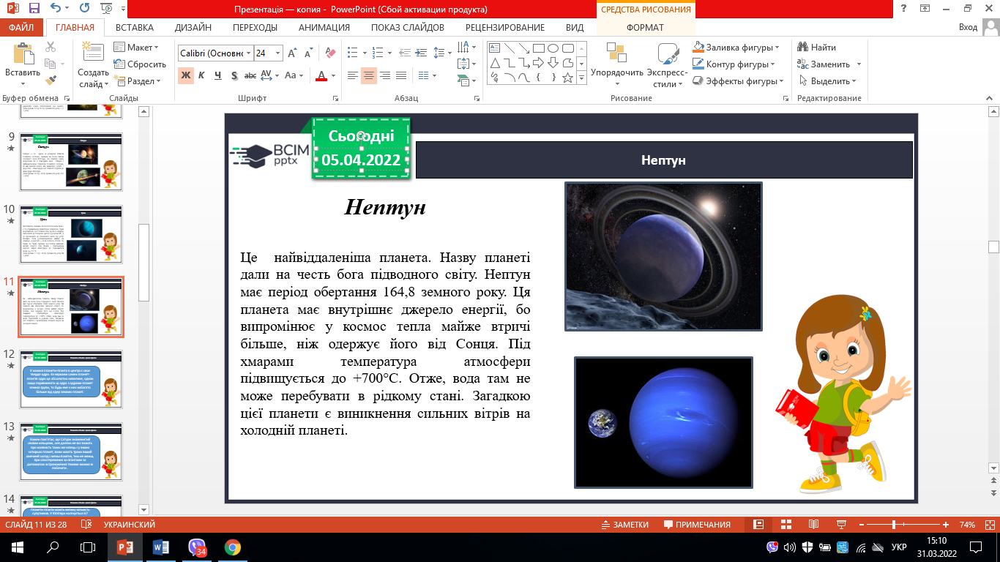 Презентація — копия - PowerPoint (Сбой активации продукта)
СРЕДСТВА РИСОВАНИЯ
ФАЙЛ ГЛАВНАЯ ВСТАВКА ДИЗАЙН ПЕРЕХОДЫ АНИМАЦИЯ ПОКАЗ СЛАЙДОВ РЕЦЕНЗИРОВАНИЕ ВИД ФОРМАТ Вход
Вставить
Буфер обмена
Создать слайд
Макет
Сбросить
Раздел
Слайды
Calibri (Основно 24
Ж К Ч S abc AV Aa A
Шрифт
Абзац
Упорядочить
Экспресс-стили
Заливка фигуры
Контур фигуры
Эффекты фигуры
Рисование
Найти
Заменить
Выделить
Редактирование
9
10
11
12
13
14
Сьогодні
05.04.2022
ВСІМ
pptx
Нептун
Нептун
Це найвіддаленіша планета. Назву планеті
дали на честь бога підводного світу. Нептун
має період обертання 164,8 земного року. Ця
планета має внутрішнє джерело енергії, бо
випромінює у космос тепла майже втричі
більше, ніж одержує його від Сонця. Під
хмарами температура атмосфери
підвищується до +700°С. Отже, вода там не
може перебувати в рідкому стані. Загадкою
цієї планети є виникнення сильних вітрів на
холодній планеті.
СЛАЙД 11 ИЗ 28 УКРАИНСКИЙ ЗАМЕТКИ ПРИМЕЧАНИЯ 74%
34
УКР
15:10
31.03.2022